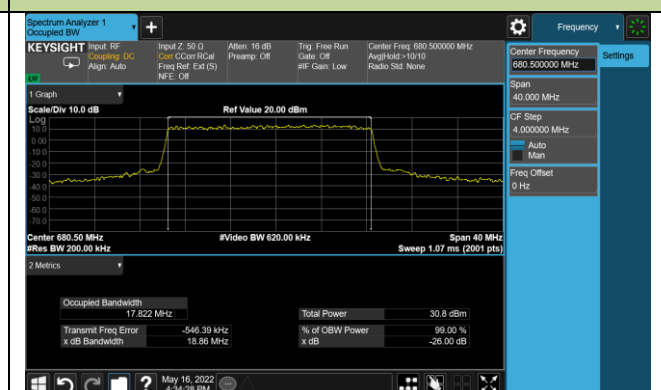 Spectrum Analyzer 1
Occupied BW
+
Frequency
KEYSIGHT Input: RF Input Z: 50 Ω Atten: 16 dB Trig: Free Run Center Freq: 680.500000 MHz
Coupling: DC Corr CCorr RCal Preamp: Off Gate: Off Avg|Hold:>10/10
Align: Auto Freq Ref: Ext (S) #IF Gain: Low Radio Std: None
NFE: Off
LXI
Center Frequency
680.500000 MHz
Settings
Span
40.000 MHz
CF Step
4.000000 MHz
Auto
Man
Freq Offset
0 Hz
1 Graph
Scale/Div 10.0 dB Ref Value 20.00 dBm
Log
10.0
0.00
-10.0
-20.0
-30.0
-40.0
-50.0
-60.0
-70.0
Center 680.50 MHz #Video BW 620.00 kHz Span 40 MHz
#Res BW 200.00 kHz Sweep 1.07 ms (2001 pts)
2 Metrics
Occupied Bandwidth
17.822 MHz Total Power 30.8 dBm
Transmit Freq Error -546.39 kHz % of OBW Power 99.00 %
x dB Bandwidth 18.86 MHz x dB -26.00 dB
May 16, 2022
4:34:28 PM